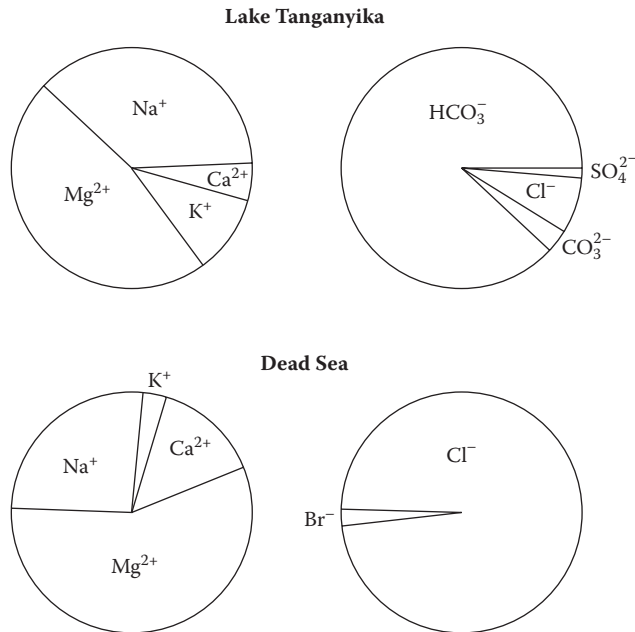 Lake Tanganyika
Na⁺
HCO₃⁻
Ca²⁺
SO₄²⁻
Mg²⁺
Cl⁻
K⁺
CO₃²⁻
Dead Sea
K⁺
Ca²⁺
Cl⁻
Na⁺
Br⁻
Mg²⁺